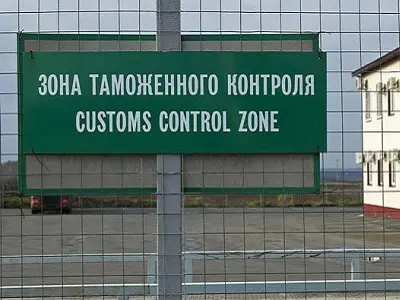 ЗОНА ТАМОЖЕННОГО КОНТРОЛЯ
CUSTOMS CONTROL ZONE